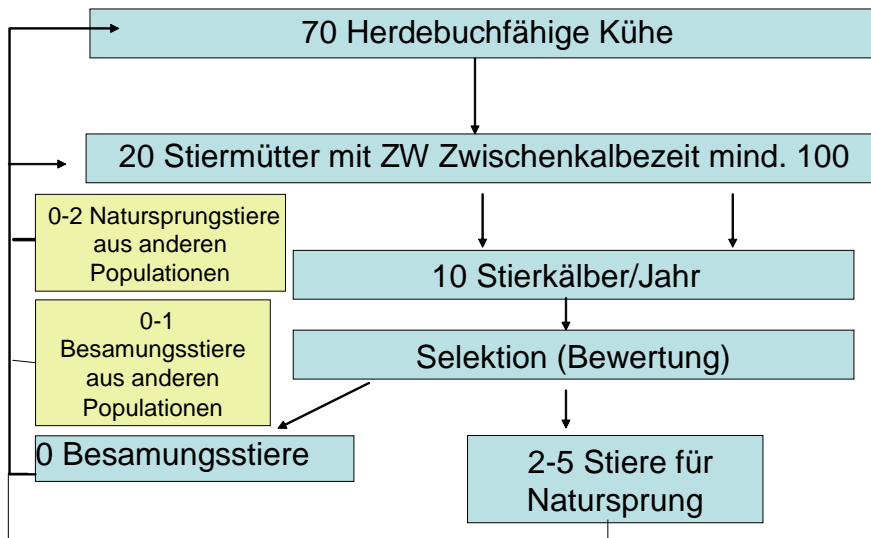 70 Herdebuchfähige Kühe
20 Stiermütter mit ZW Zwischenkalbezeit mind. 100
0-2 Natursprungstiere
aus anderen
Populationen
10 Stierkälber/Jahr
0-1
Besamungsstiere
aus anderen
Populationen
Selektion (Bewertung)
0 Besamungsstiere
2-5 Stiere für
Natursprung